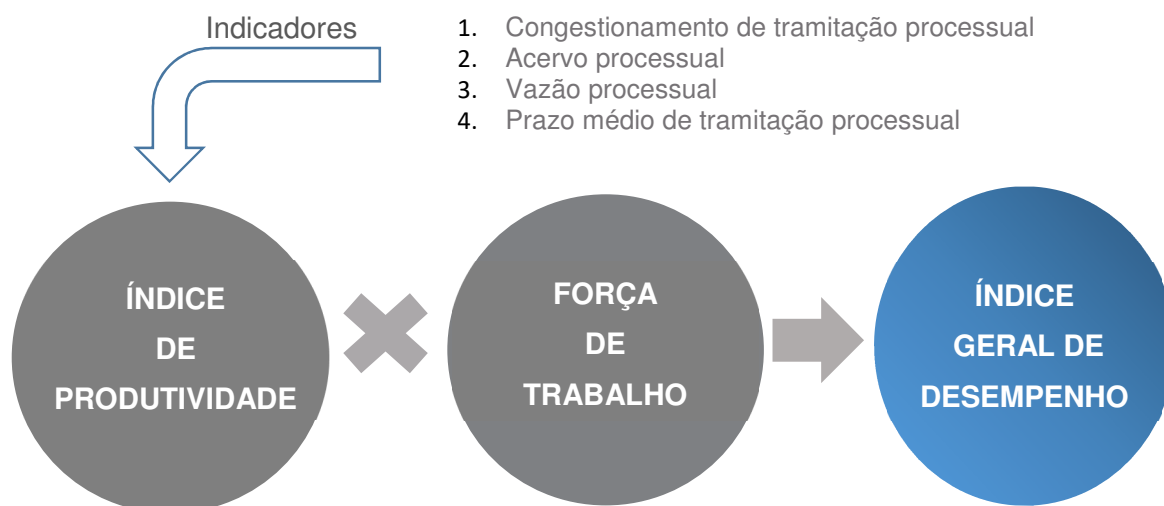 Indicadores
1. Congestionamento de tramitação processual
2. Acervo processual
3. Vazão processual
4. Prazo médio de tramitação processual
ÍNDICE
DE
PRODUTIVIDADE
FORÇA
DE
TRABALHO
ÍNDICE
GERAL DE
DESEMPENHO